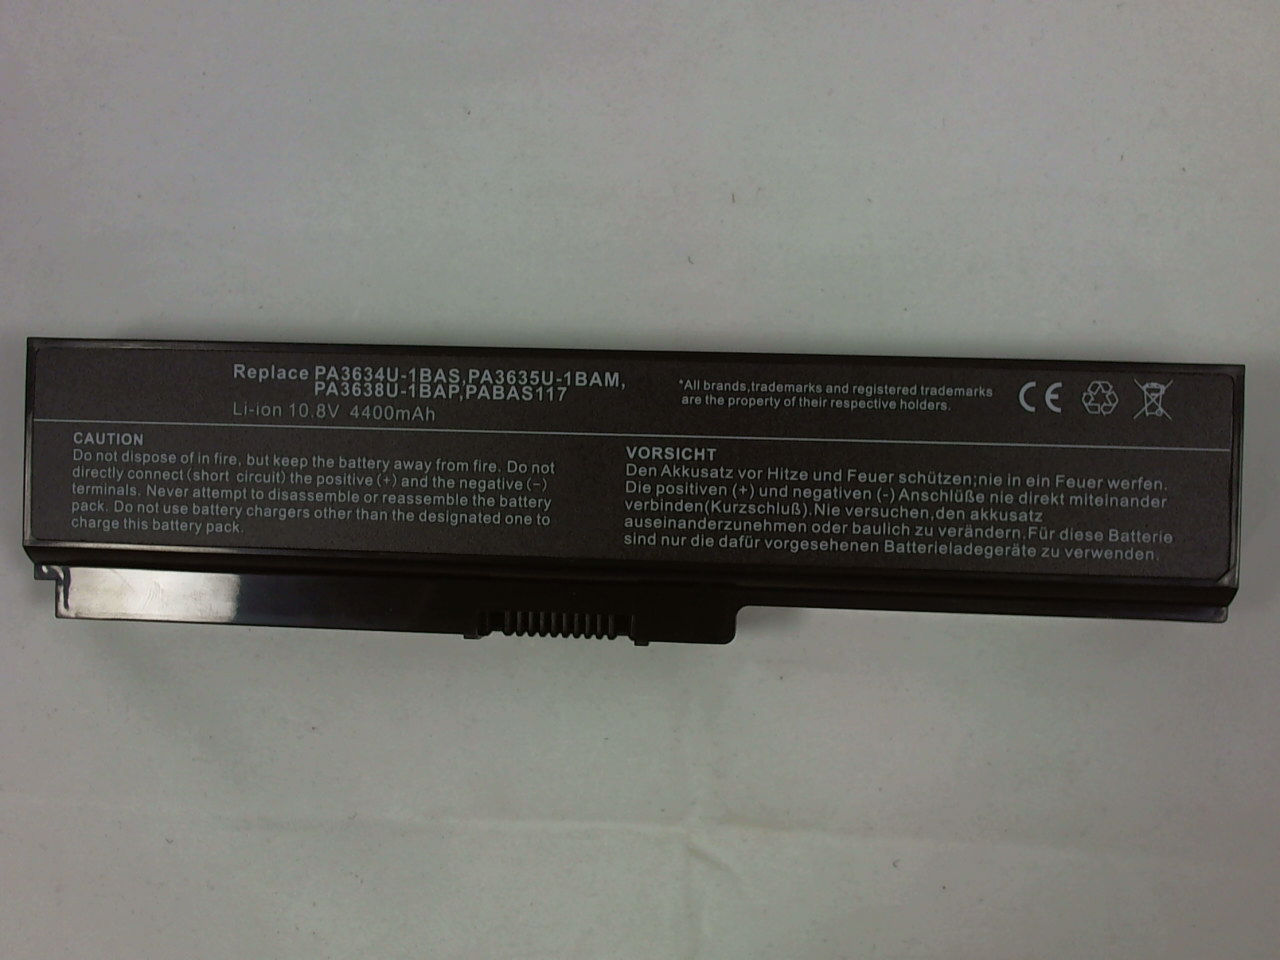 Replace PA3634U-1BAS,PA3635U-1BAM,
PA3638U-1BAP,PABAS117
Li-ion 10.8V 4400mAh
*All brands,trademarks and registered trademarks
are the property of their respective holders.
CE
CAUTION
Do not dispose of in fire, but keep the battery away from fire. Do not
directly connect (short circuit) the positive (+) and the negative (-)
terminals. Never attempt to disassemble or reassemble the battery
pack. Do not use battery chargers other than the designated one to
charge this battery pack.
VORSICHT
Den Akkusatz vor Hitze und Feuer schützen;nie in ein Feuer werfen.
Die positiven (+) und negativen (-) Anschlüße nie direkt miteinander
verbinden(Kurzschluß).Nie versuchen,den akkusatz
auseinanderzunehmen oder baulich zu verändern.Für diese Batterie
sind nur die dafür vorgesehenen Batterieladegeräte zu verwenden.